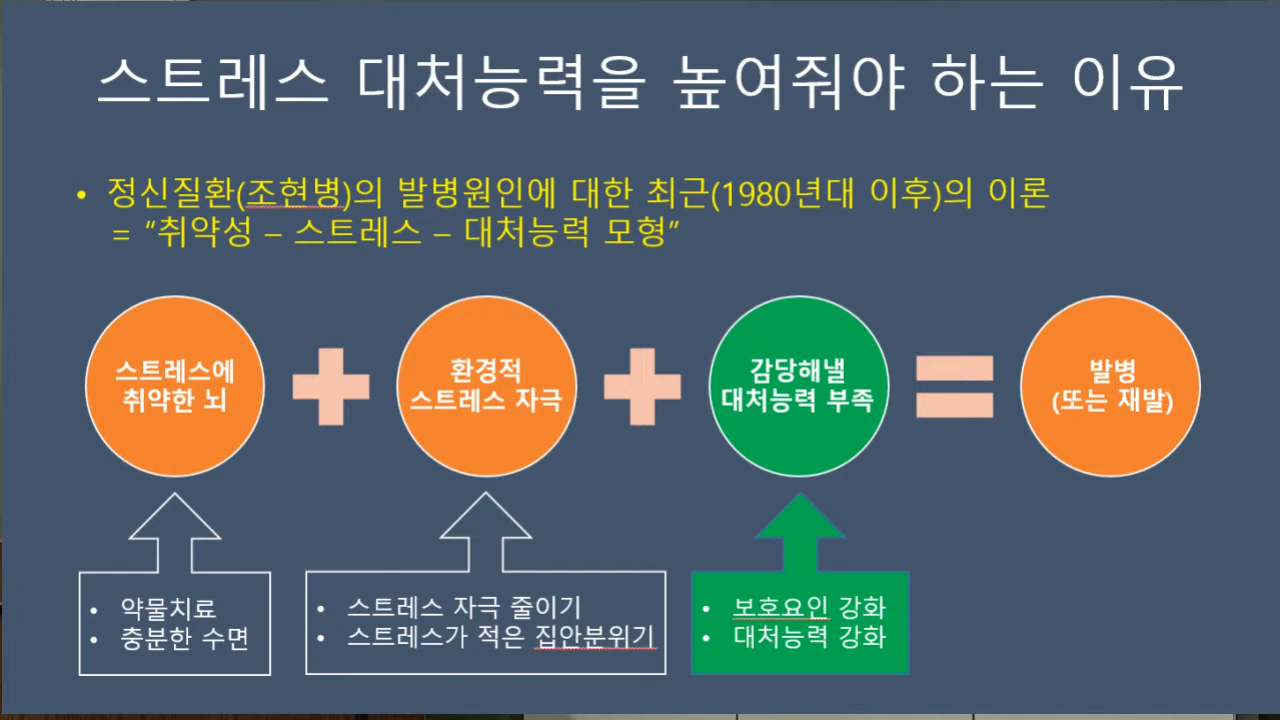 스트레스 대처능력을 높여줘야 하는 이유
• 정신질환(조현병)의 발병원인에 대한 최근(1980년대 이후)의 이론
= “취약성 – 스트레스 – 대처능력 모형”
스트레스에
취약한 뇌
환경적
스트레스 자극
감당해낼
대처능력 부족
발병
(또는 재발)
• 약물치료
• 충분한 수면
• 스트레스 자극 줄이기
• 스트레스가 적은 집안분위기
• 보호요인 강화
• 대처능력 강화